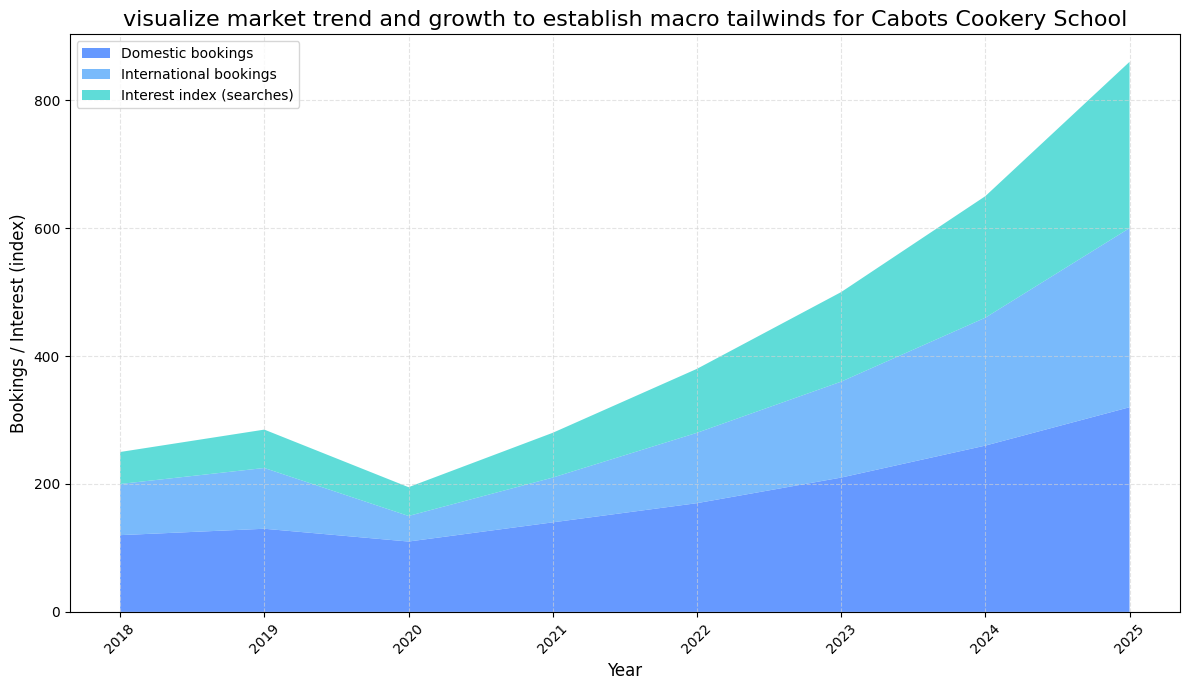 visualize market trend and growth to establish macro tailwinds for Cabots Cookery School
Domestic bookings
International bookings
Interest index (searches)
Bookings / Interest (index)
800
600
400
200
0
2018
2019
2020
2021
2022
2023
2024
2025
Year